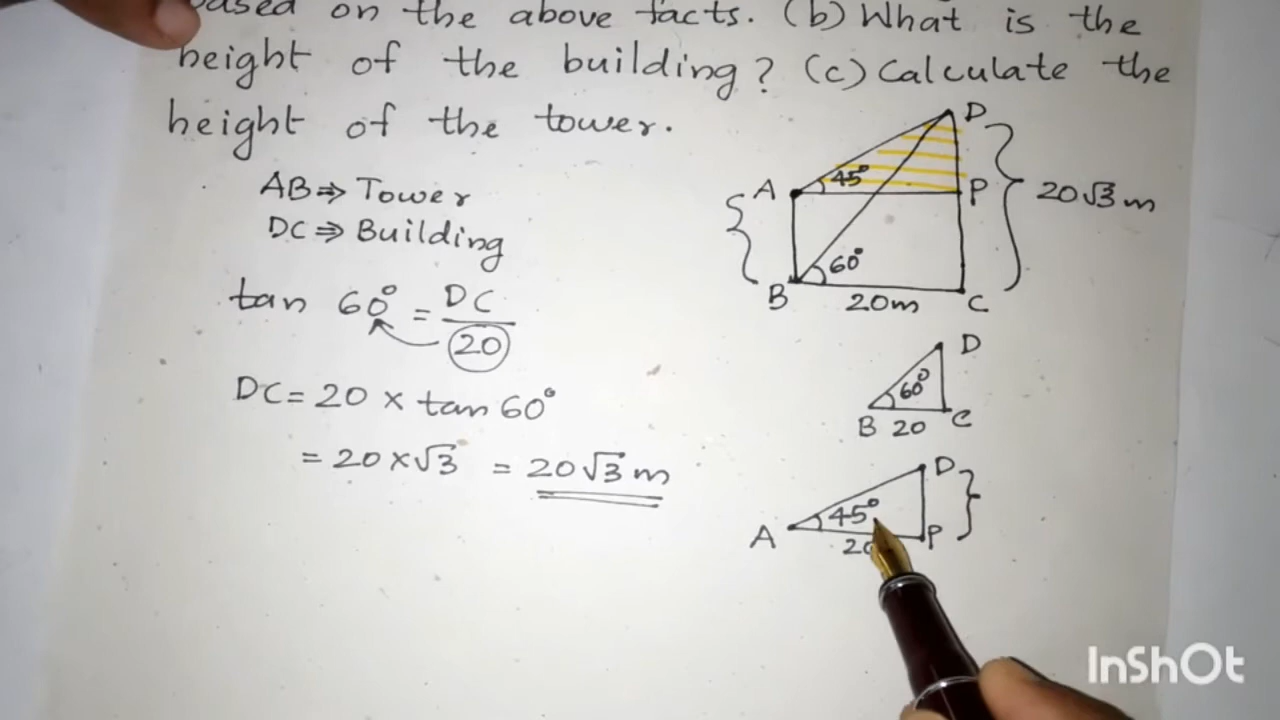 based on the above facts. (b) What is the
height of the building? (c) Calculate the
height of the tower.
AB ⇒ Tower
DC ⇒ Building
tan 60° = DC / 20
DC = 20 × tan 60°
= 20 × √3 = 20√3 m
D
A 45° P 20√3 m
60°
B 20m C
D
60°
B 20 C
D
45°
A P
20
InShOt